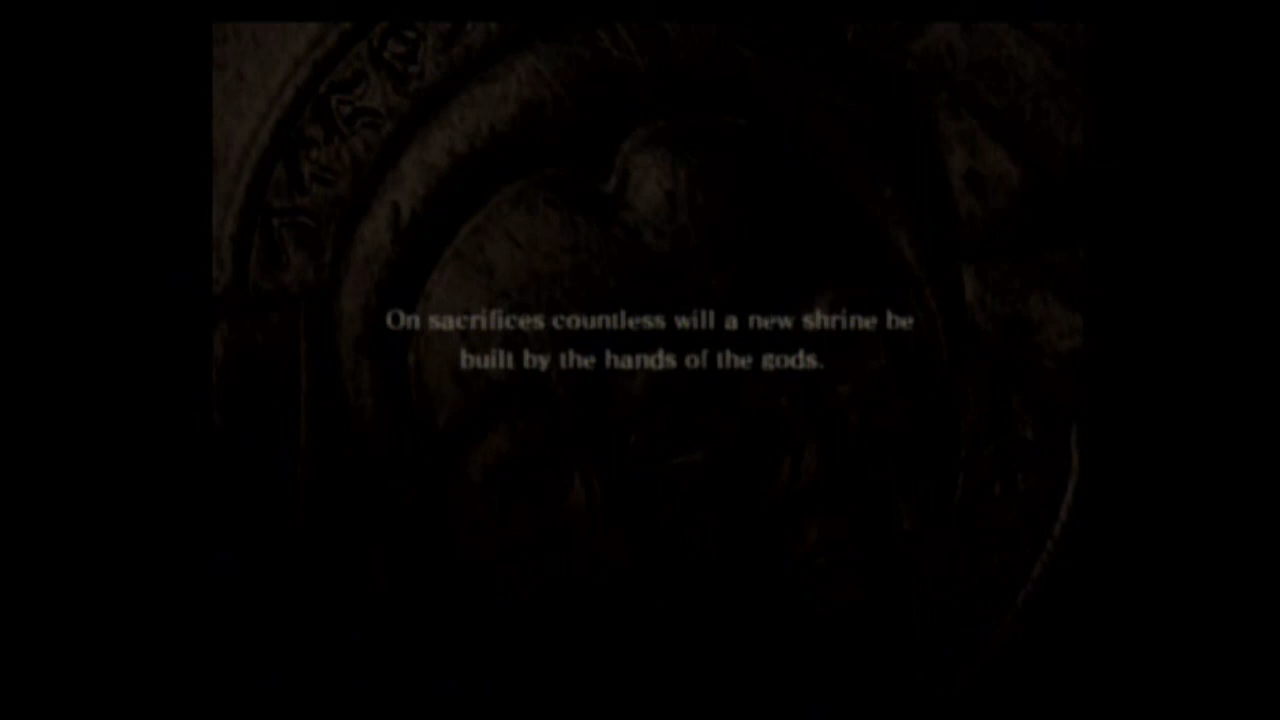 On sacrifices countless will a new shrine be
built by the hands of the gods.